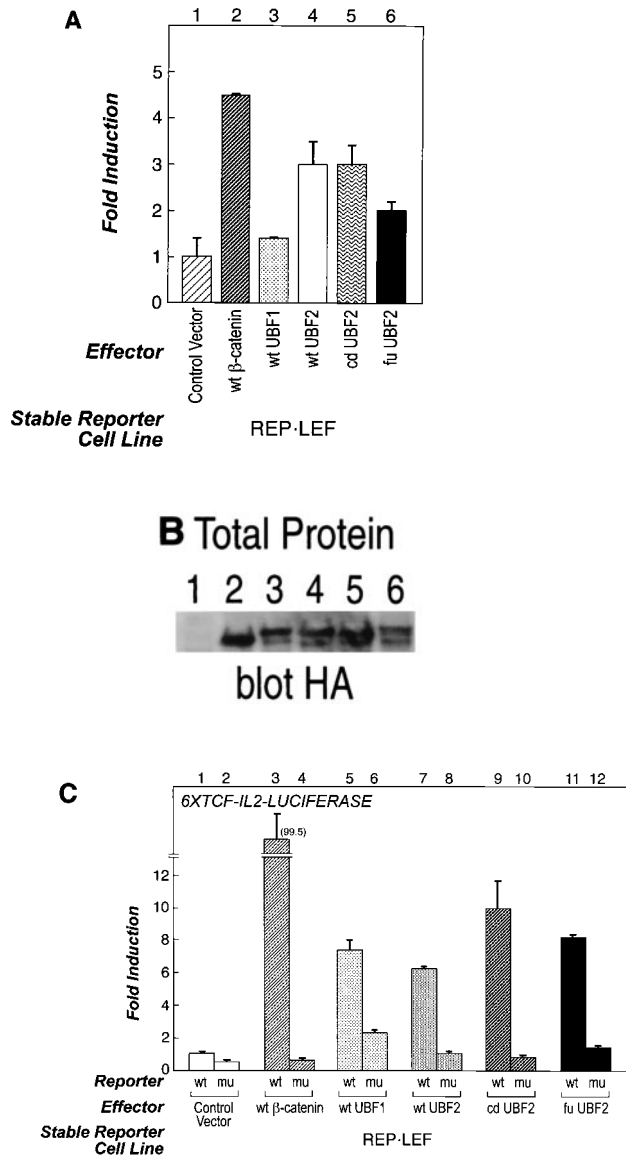 A
1 2 3 4 5 6
5
4
3
2
1
0
Fold Induction
Control Vector
wt β-catenin
wt UBF1
wt UBF2
cd UBF2
fu UBF2
Effector
Stable Reporter
Cell Line
REP·LEF
B Total Protein
1 2 3 4 5 6
blot HA
C
1 2 3 4 5 6 7 8 9 10 11 12
6XTCF-IL2-LUCIFERASE
(99.5)
12
10
8
6
4
2
0
Fold Induction
Reporter wt mu wt mu wt mu wt mu wt mu wt mu
Effector Control wt β-catenin wt UBF1 wt UBF2 cd UBF2 fu UBF2
Vector
Stable Reporter
Cell Line
REP·LEF